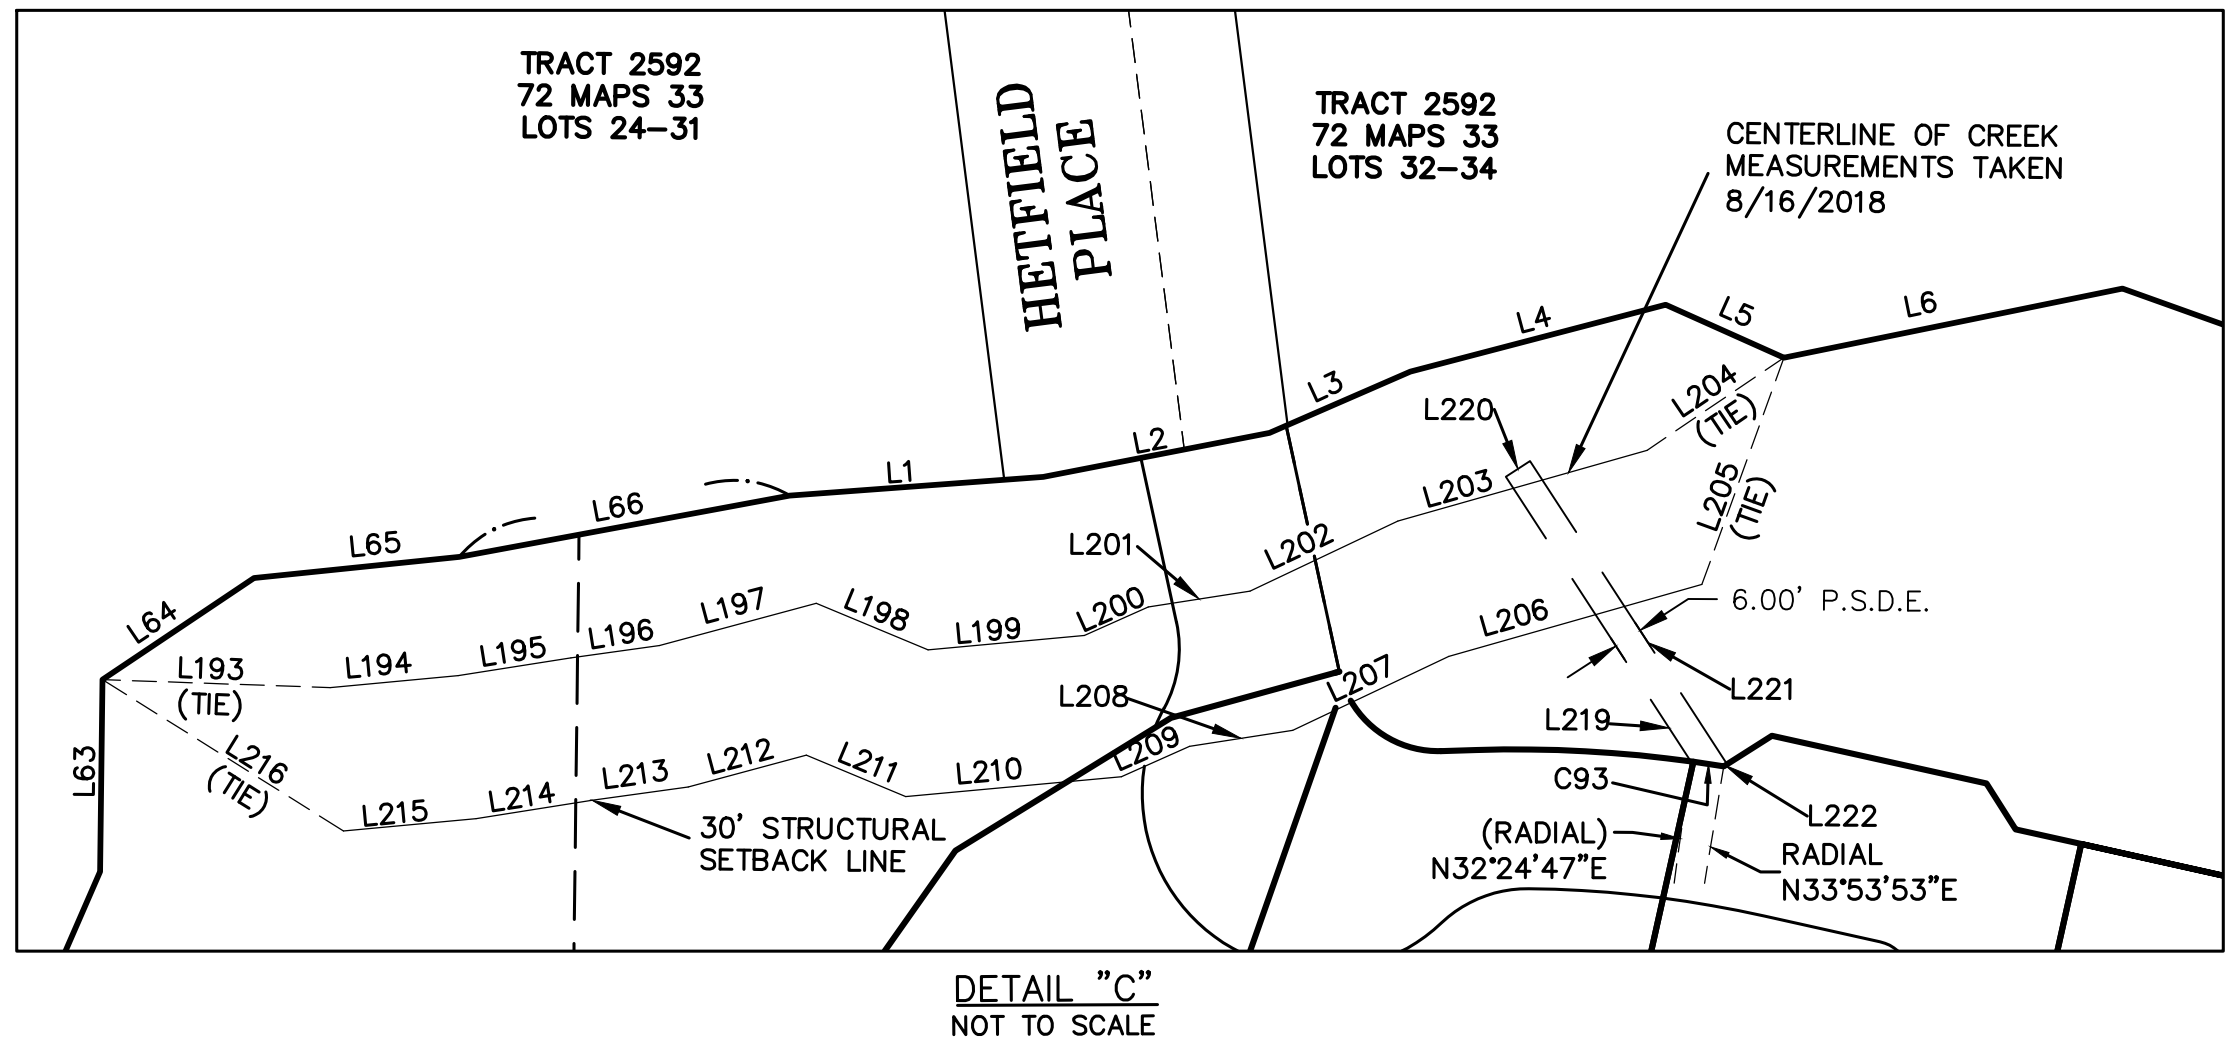 TRACT 2592
72 MAPS 33
LOTS 24-31
HETFIELD
PLACE
TRACT 2592
72 MAPS 33
LOTS 32-34
CENTERLINE OF CREEK
MEASUREMENTS TAKEN
8/16/2018
L6
L5
L4
L3
L2
L1
L66
L65
L64
L63
L204
(TIE)
L205
(TIE)
L220
L203
L202
L201
L200
L199
L198
L197
L196
L195
L194
L193
(TIE)
6.00' P.S.D.E.
L206
L207
L208
L209
L210
L211
L212
L213
L214
L215
L216
(TIE)
L221
L219
C93
L222
(RADIAL)
N32°24'47"E
RADIAL
N33°53'53"E
30' STRUCTURAL
SETBACK LINE
DETAIL "C"
NOT TO SCALE